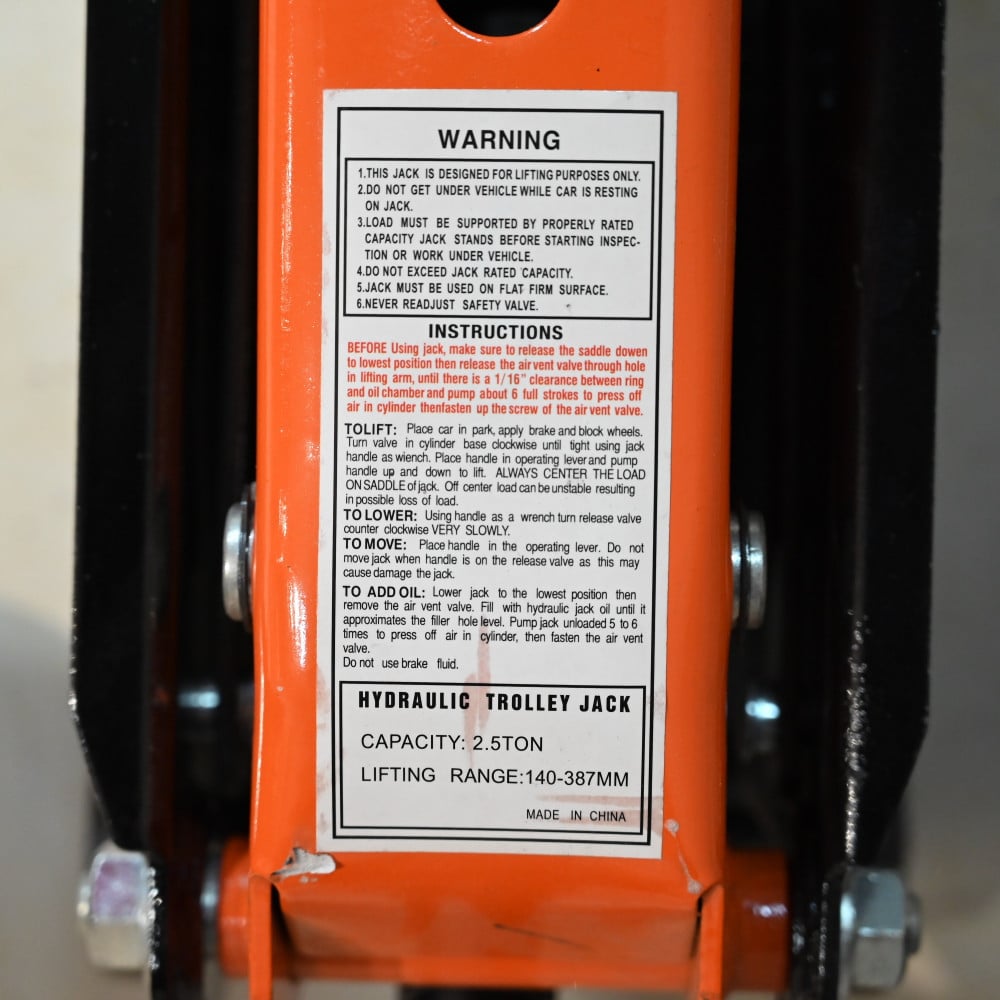 WARNING
1.THIS JACK IS DESIGNED FOR LIFTING PURPOSES ONLY.
2.DO NOT GET UNDER VEHICLE WHILE CAR IS RESTING
ON JACK.
3.LOAD MUST BE SUPPORTED BY PROPERLY RATED
CAPACITY JACK STANDS BEFORE STARTING INSPEC-
TION OR WORK UNDER VEHICLE.
4.DO NOT EXCEED JACK RATED CAPACITY.
5.JACK MUST BE USED ON FLAT FIRM SURFACE.
6.NEVER READJUST SAFETY VALVE.
INSTRUCTIONS
BEFORE Using jack, make sure to release the saddle dowen
to lowest position then release the air vent valve through hole
in lifting arm, until there is a 1/16" clearance between ring
and oil chamber and pump about 6 full strokes to press off
air in cylinder thenfasten up the screw of the air vent valve.
TOLIFT: Place car in park, apply brake and block wheels.
Turn valve in cylinder base clockwise until tight using jack
handle as wiench. Place handle in operating lever and pump
handle up and down to lift. ALWAYS CENTER THE LOAD
ON SADDLE of jack. Off center load can be unstable resulting
in possible loss of load.
TO LOWER: Using handle as a wrench turn release valve
counter clockwise VERY SLOWLY.
TO MOVE: Place handle in the operating lever. Do not
move jack when handle is on the release valve as this may
cause damage the jack.
TO ADD OIL: Lower jack to the lowest position then
remove the air vent valve. Fill with hydraulic jack oil until it
approximates the filler hole level. Pump jack unloaded 5 to 6
times to press off air in cylinder, then fasten the air vent
valve.
Do not use brake fluid.
HYDRAULIC TROLLEY JACK
CAPACITY: 2.5TON
LIFTING RANGE:140-387MM
MADE IN CHINA